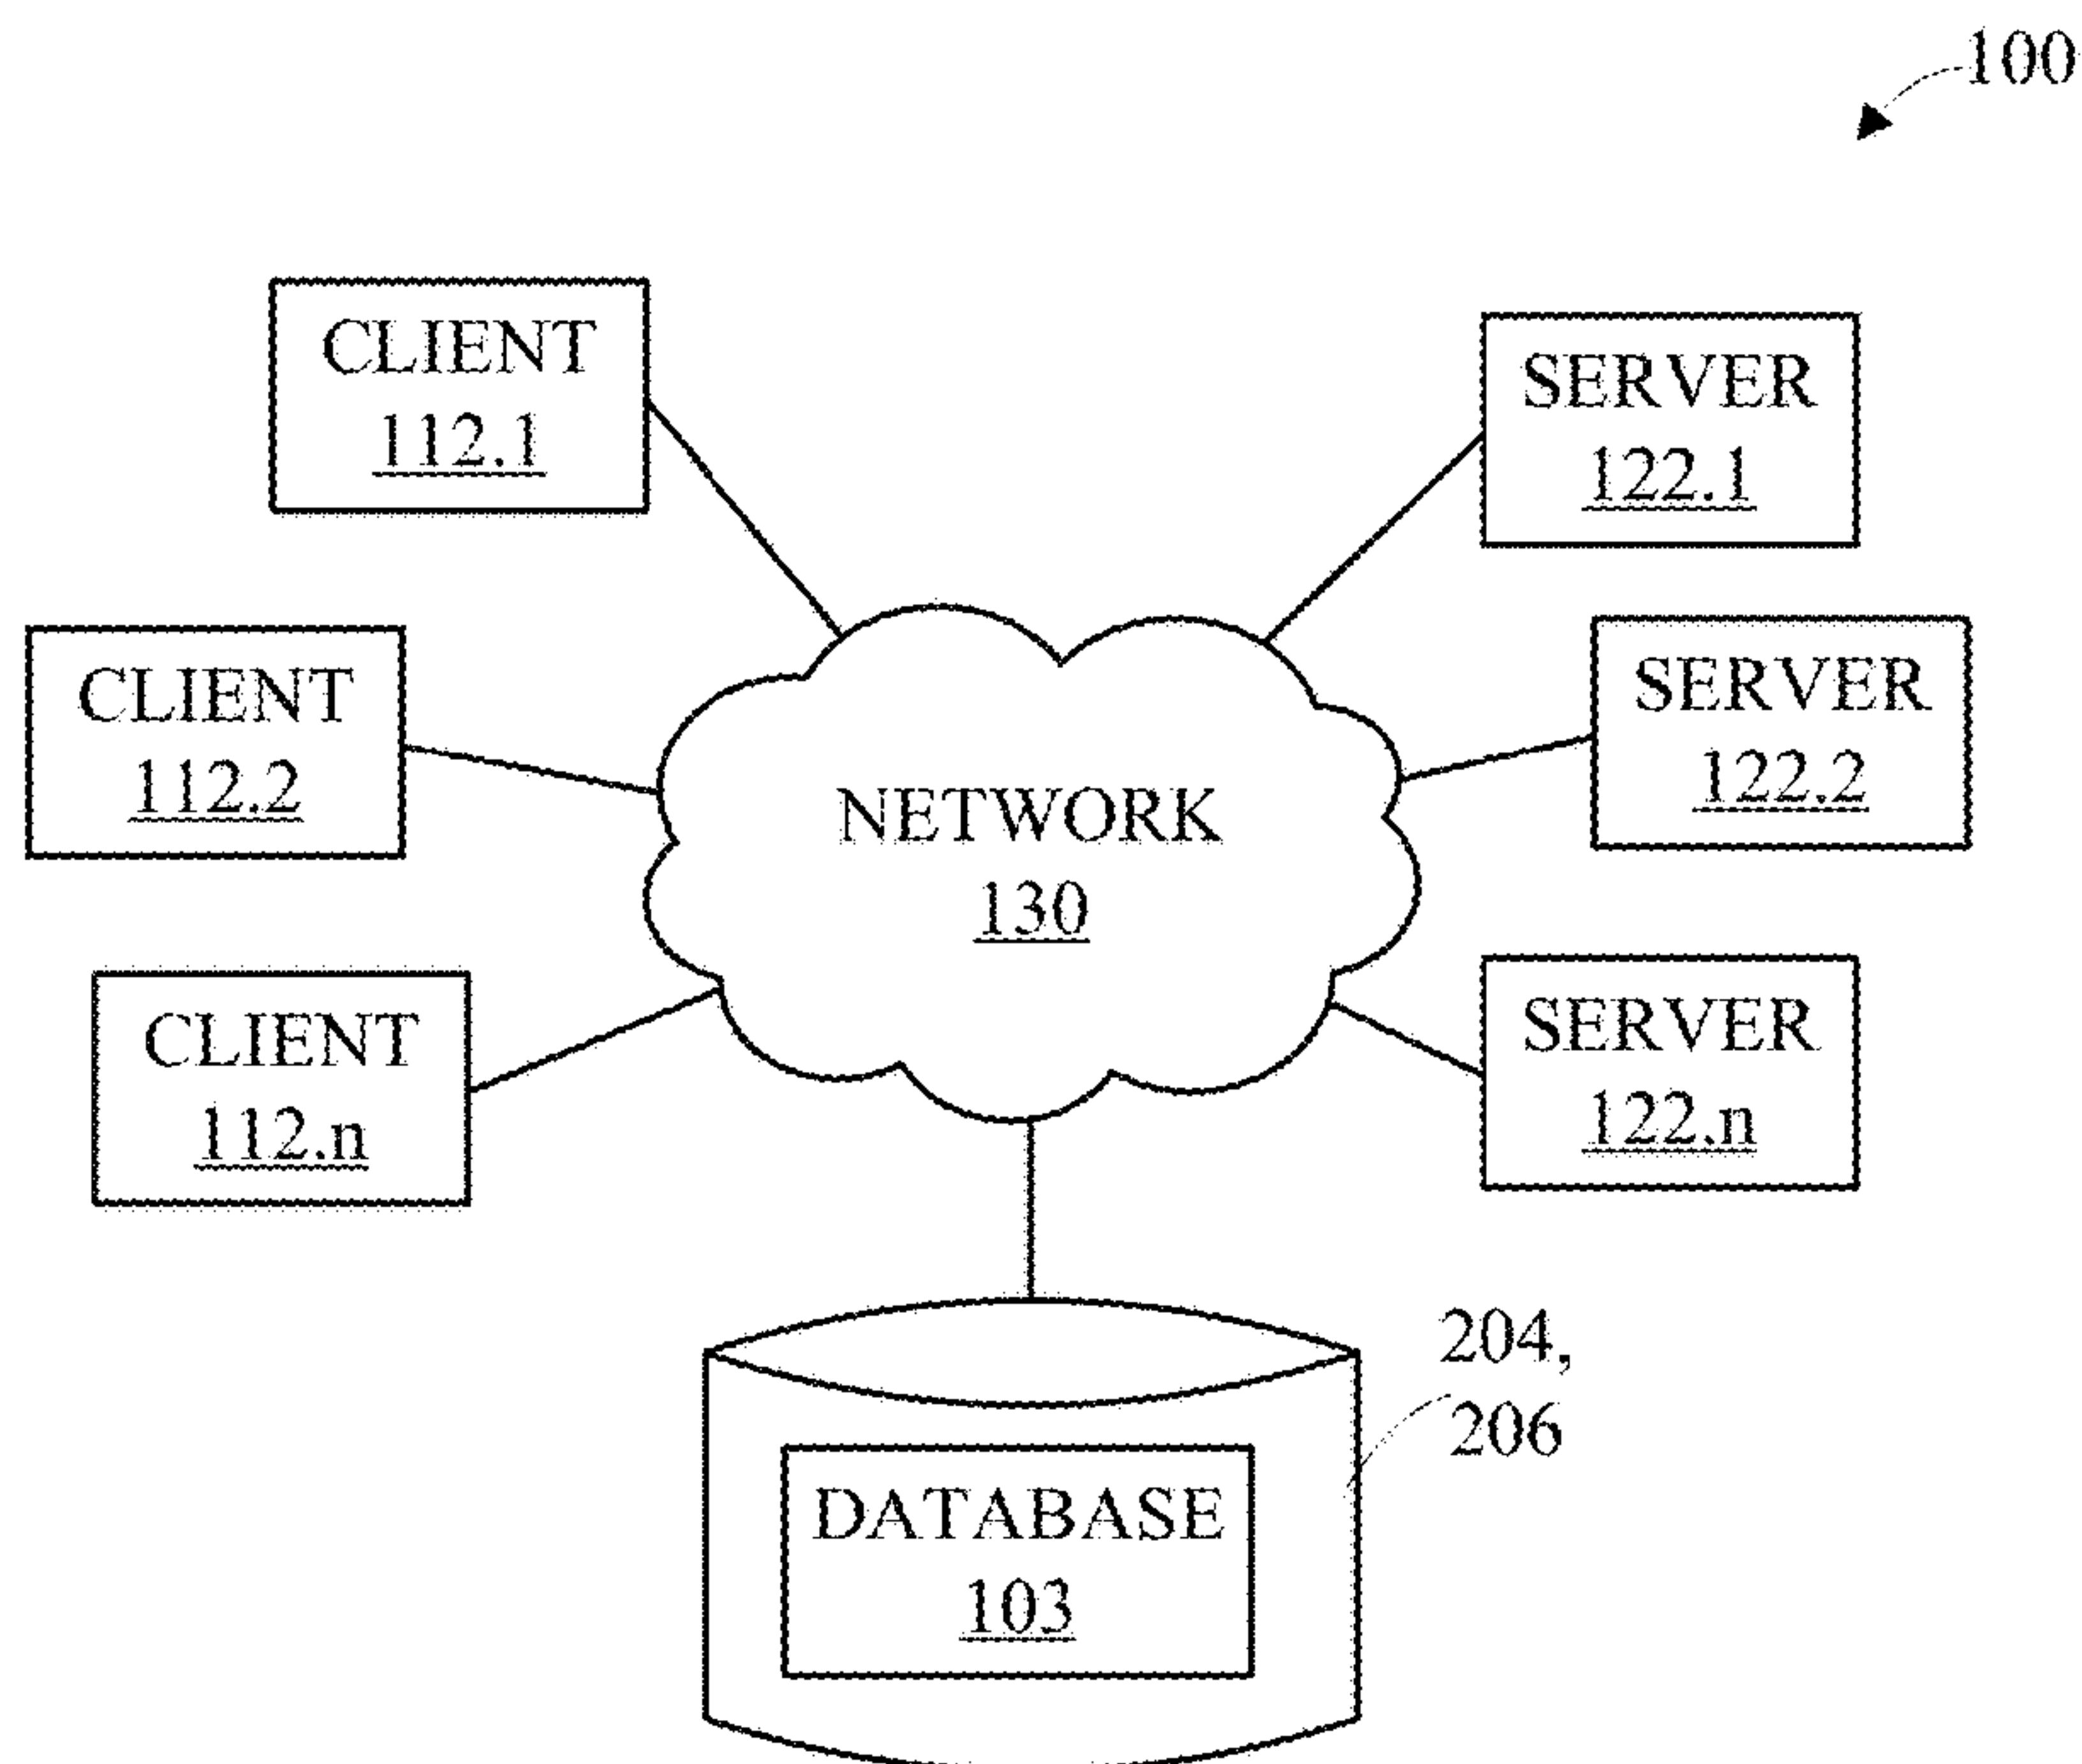 100
CLIENT
112.1
SERVER
122.1
CLIENT
112.2
SERVER
122.2
NETWORK
130
CLIENT
112.n
SERVER
122.n
204,
206
DATABASE
103